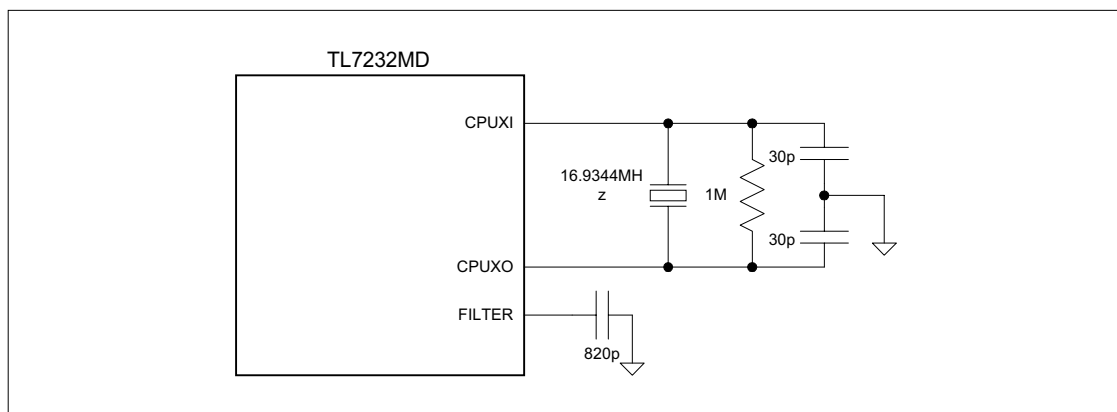 TL7232MD
CPUXI
30p
16.9344MH
z
1M
30p
CPUXO
FILTER
820p